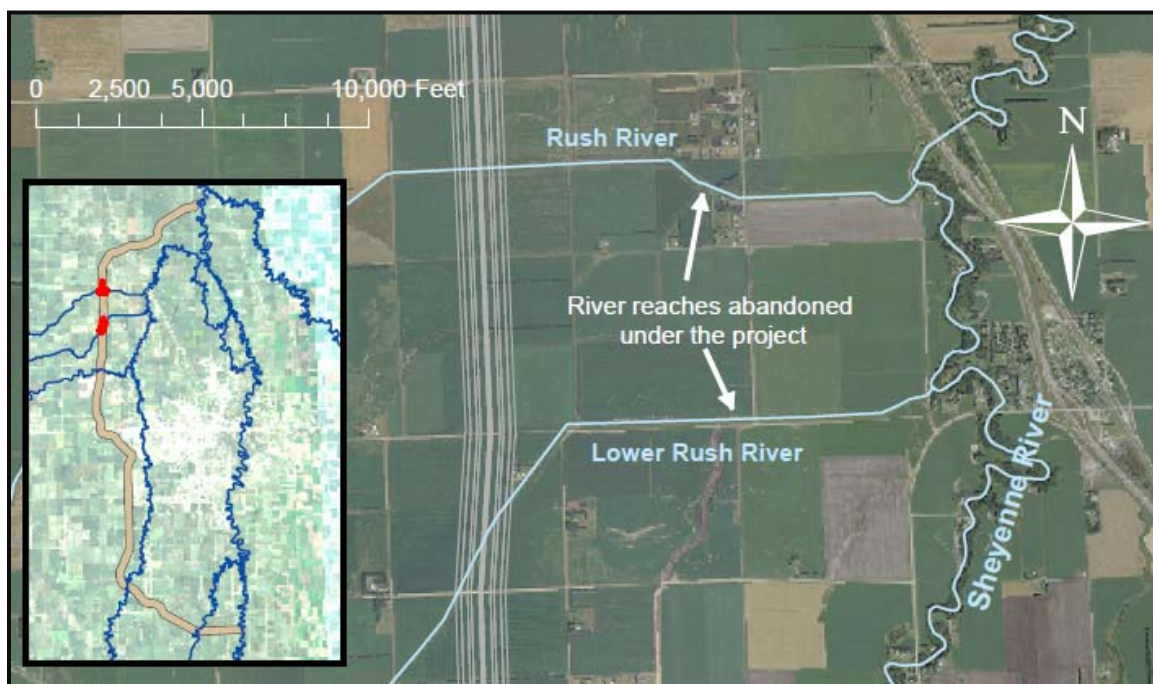 0 2,500 5,000 10,000 Feet
Rush River
N
River reaches abandoned
under the project
Lower Rush River
Sheyenne River